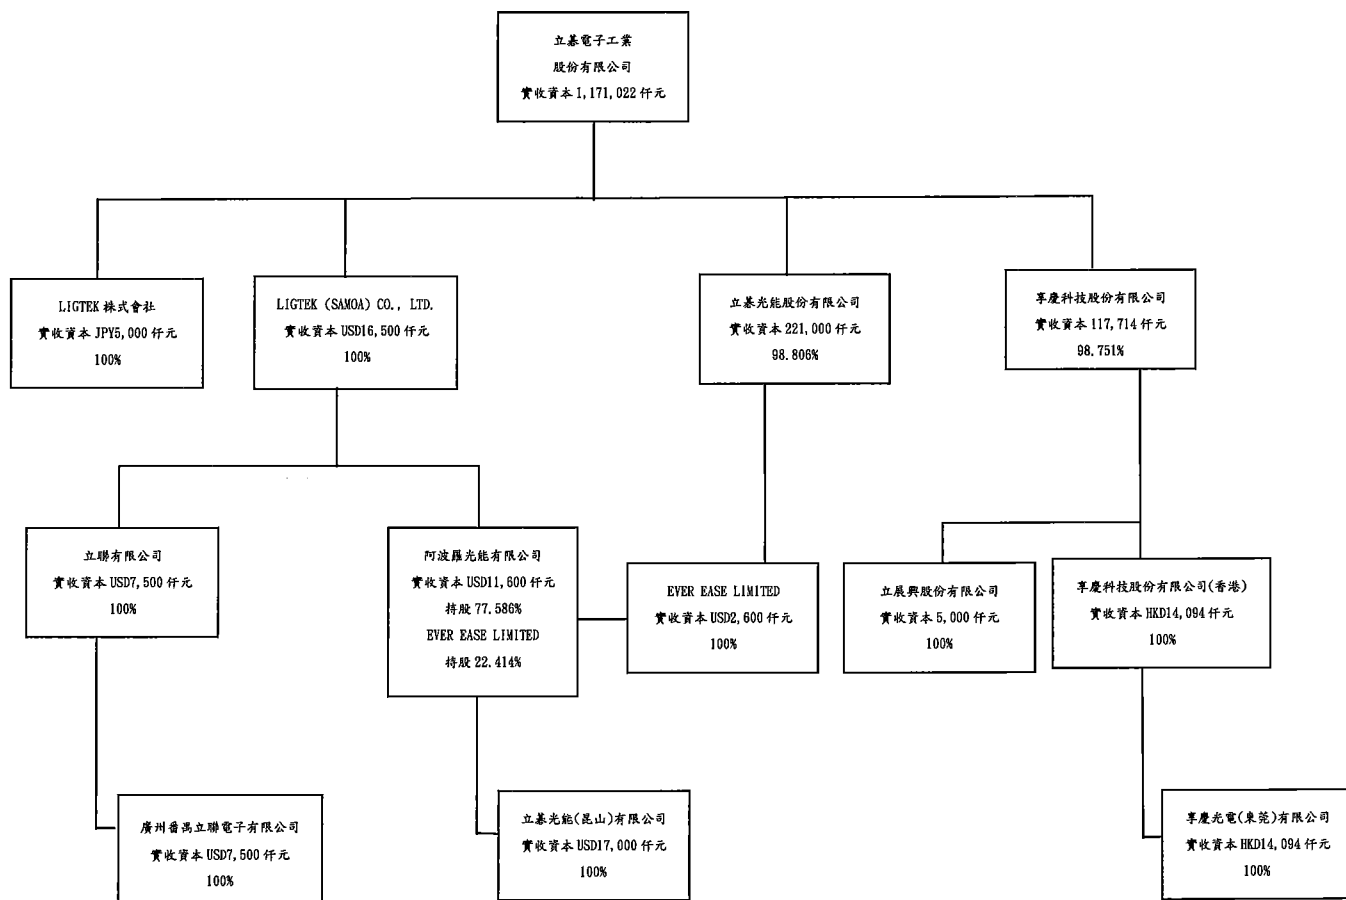 立碁電子工業
股份有限公司
實收資本1,171,022仟元
LIGTEK 株式會社
實收資本 JPY5,000 仟元
100%
LIGTEK (SAMOA) CO., LTD.
實收資本 USD16,500 仟元
100%
立碁光能股份有限公司
實收資本 221,000 仟元
98.806%
享慶科技股份有限公司
實收資本 117,714 仟元
98.751%
立聯有限公司
實收資本 USD7,500 仟元
100%
阿波羅光能有限公司
實收資本 USD11,600 仟元
持股 77.586%
EVER EASE LIMITED
持股 22.414%
EVER EASE LIMITED
實收資本 USD2,600 仟元
100%
立展興股份有限公司
實收資本 5,000 仟元
100%
享慶科技股份有限公司(香港)
實收資本 HKD14,094 仟元
100%
廣州番禺立聯電子有限公司
實收資本 USD7,500 仟元
100%
立碁光能(昆山)有限公司
實收資本 USD17,000 仟元
100%
享慶光電(東莞)有限公司
實收資本 HKD14,094 仟元
100%